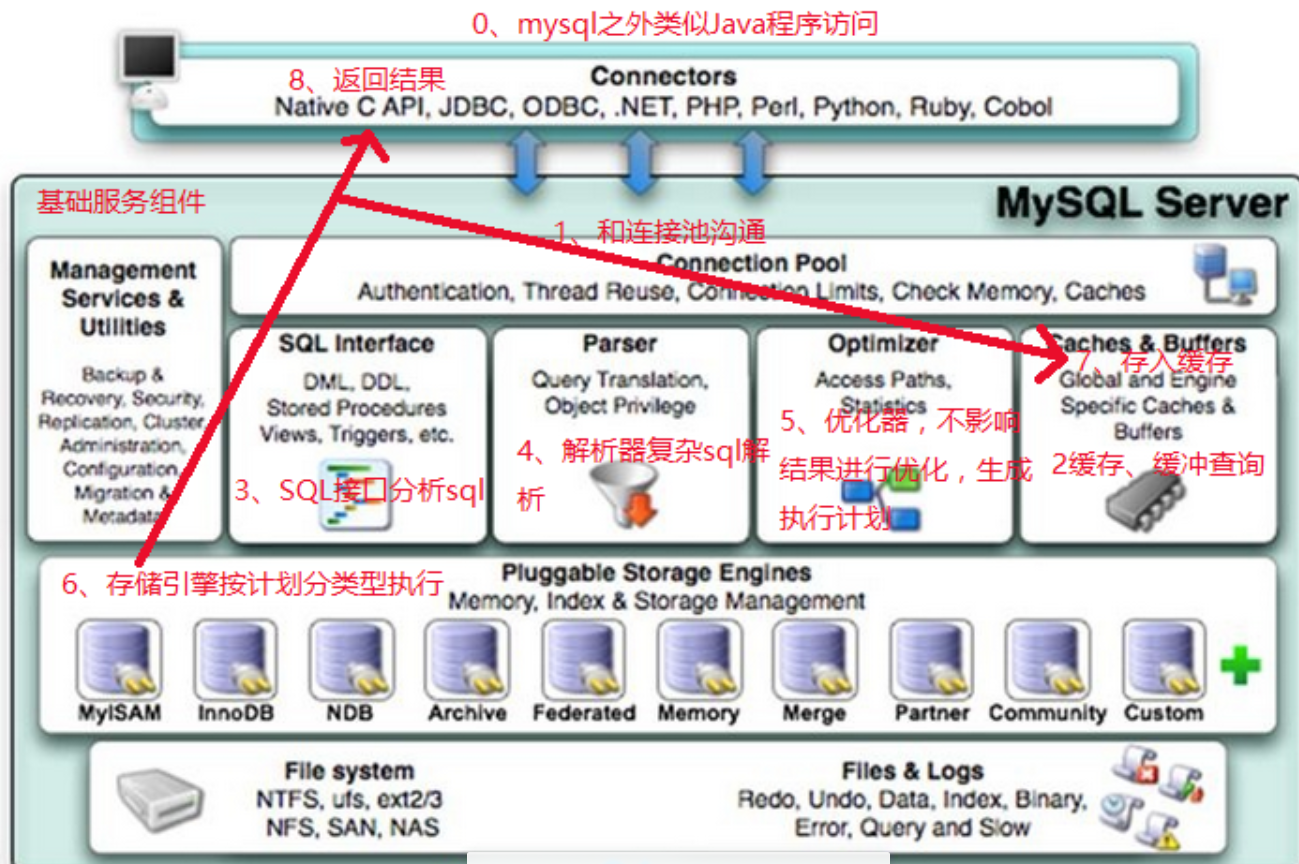 0、mysql之外类似Java程序访问
8、返回结果
Connectors
Native C API, JDBC, ODBC, .NET, PHP, Perl, Python, Ruby, Cobol
基础服务组件
MySQL Server
1、和连接池沟通
Connection Pool
Authentication, Thread Reuse, Connection Limits, Check Memory, Caches
Management
Services &
Utilities
Backup &
Recovery, Security,
Replication, Cluster,
Administration,
Configuration,
Migration &
Metadata
SQL Interface
DML, DDL,
Stored Procedures
Views, Triggers, etc.
3、SQL接口分析sql
Parser
Query Translation,
Object Privilege
4、解析器复杂sql解
析
Optimizer
Access Paths,
Statistics
5、优化器，不影响
结果进行优化，生成
执行计划
Caches & Buffers
7、存入缓存
Global and Engine
Specific Caches &
Buffers
2缓存、缓冲查询
6、存储引擎按计划分类型执行
Pluggable Storage Engines
Memory, Index & Storage Management
MyISAM
InnoDB
NDB
Archive
Federated
Memory
Merge
Partner
Community
Custom
File system
NTFS, ufs, ext2/3
NFS, SAN, NAS
Files & Logs
Redo, Undo, Data, Index, Binary,
Error, Query and Slow